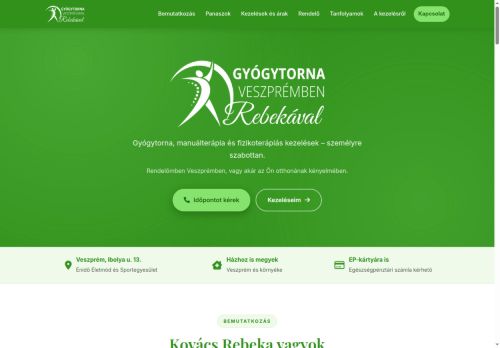 GYÓGYTORNA
VESZPRÉMBEN
Rebekával
Bemutatkozás
Panaszok
Kezelések és árak
Rendelő
Tanfolyamok
A kezelésről
Kapcsolat
GYÓGYTORNA
VESZPRÉMBEN
Rebekával
Gyógytorna, manuálterápia és fizikoterápiás kezelések – személyre
szabottan.
Rendelőmben Veszprémben, vagy akár az Ön otthonának kényelmében.
Időpontot kérek
Kezeléseim
Veszprém, Ibolya u. 13.
Énidő Életmód és Sportegyesület
Házhoz is megyek
Veszprém és környéke
EP-kártyára is
Egészségpénztári számla kérhető
BEMUTATKOZÁS
Kovács Rebeka vagyok